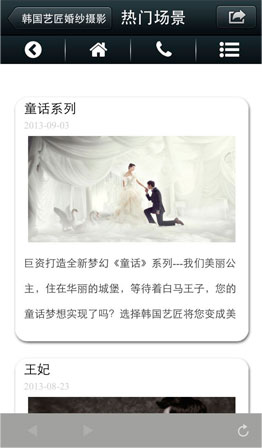 韩国艺匠婚纱摄影
热门场景
童话系列
2013-09-03
巨资打造全新梦幻《童话》系列---我们美丽公
主，住在华丽的城堡，等待着白马王子，您的
童话梦想实现了吗？选择韩国艺匠将您变成美
王妃
2013-08-23